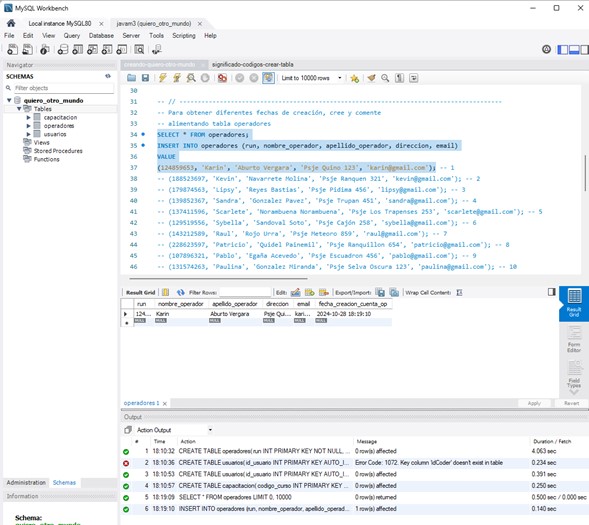 MySQL Workbench
Local instance MySQL80
javam3 (quiero_otro_mundo)
File Edit View Query Database Server Tools Scripting Help
Navigator
SCHEMAS
Filter objects
quiero_otro_mundo
Tables
capacitacion
operadores
usuarios
Views
Stored Procedures
Functions
Administration Schemas
Information
Schema:
quiero_otro_mundo
creando-quiero-otro-mundo
significado-codigos-crear-tabla
Limit to 10000 rows
30
31 -- // --------
32 -- Para obtener diferentes fechas de creación, cree y comente
33 -- alimentando tabla operadores
34 SELECT * FROM operadores;
35 INSERT INTO operadores (run, nombre_operador, apellido_operador, direccion, email)
36 VALUE
37 (124859653, 'Karin', 'Aburto Vergara', 'Psje Quino 123', 'karin@gmail.com'); -- 1
38 -- (188523697, 'Kevin', 'Navarrete Molina', 'Psje Ranquen 321', 'kevin@gmail.com'); -- 2
39 -- (179874563, 'Lipsy', 'Reyes Bastias', 'Psje Pidima 456', 'lipsy@gmail.com'); -- 3
40 -- (139852367, 'Sandra', 'Gonzalez Pavez', 'Psje Trupan 451', 'sandra@gmail.com'); -- 4
41 -- (137411596, 'Scarlete', 'Norambuena Norambuena', 'Psje Los Trapenses 253', 'scarlete@gmail.com'); -- 5
42 -- (129519556, 'Sybella', 'Sandoval Soto', 'Psje Cajón 258', 'sybella@gmail.com'); -- 6
43 -- (143212589, 'Raul', 'Rojo Urra', 'Psje Meteoro 859', 'raul@gmail.com'); -- 7
44 -- (228623597, 'Patricio', 'Quidel Painemil', 'Psje Ranquillon 654', 'patricio@gmail.com'); -- 8
45 -- (107896321, 'Pablo', 'Egaña Acevedo', 'Psje Escuadron 456', 'pablo@gmail.com'); -- 9
46 -- (131574263, 'Paulina', 'Gonzalez Miranda', 'Psje Selva Oscura 123', 'paulina@gmail.com'); -- 10
Result Grid Filter Rows: Edit: Export/Import: Wrap Cell Content:
run nombre_operador apellido_operador direccion email fecha_creacion_cuenta_op
124... Karin Aburto Vergara Psje Qui... kari... 2024-10-28 18:19:10
NULL NULL NULL NULL NULL NULL
Result Grid
Form Editor
Field Types
operadores 1
Apply Revert
Output
Action Output
# Time Action Message Duration / Fetch
1 18:10:32 CREATE TABLE operadores( run INT PRIMARY KEY NOT NULL, ... 0 row(s) affected 4.063 sec
2 18:10:36 CREATE TABLE usuarios( id_usuario INT PRIMARY KEY AUTO_I... Error Code: 1072. Key column 'IdCoder' doesn't exist in table 0.234 sec
3 18:10:53 CREATE TABLE usuarios( id_usuario INT PRIMARY KEY AUTO_I... 0 row(s) affected 0.391 sec
4 18:10:57 CREATE TABLE capacitacion( codigo_curso INT PRIMARY KEY ... 0 row(s) affected 0.250 sec
5 18:19:09 SELECT * FROM operadores LIMIT 0, 10000 0 row(s) returned 0.500 sec / 0.000 sec
6 18:19:10 INSERT INTO operadores (run, nombre_operador, apellido_operad... 1 row(s) affected 0.140 sec